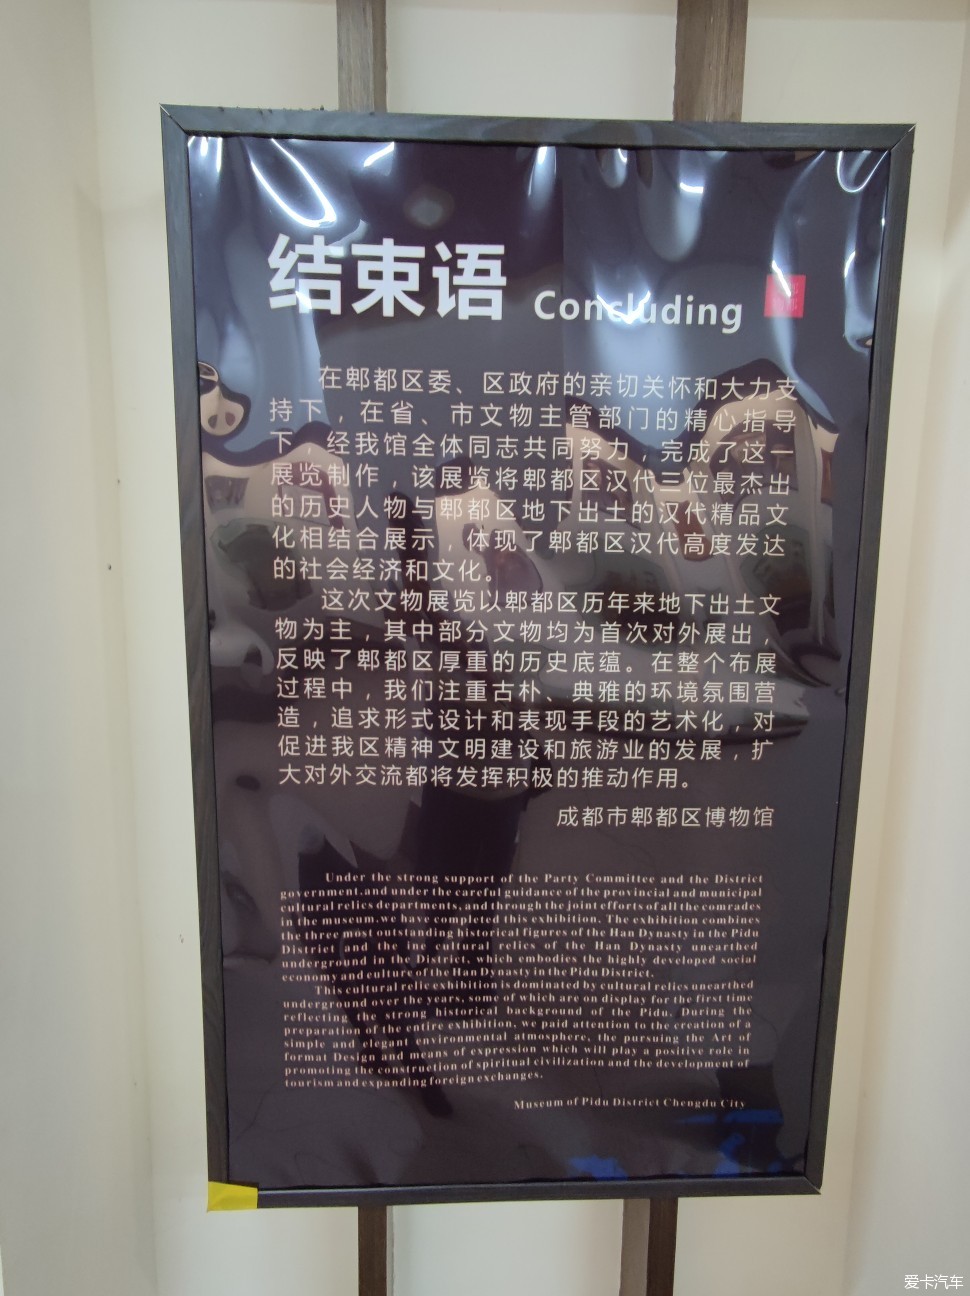 结束语 Concluding
在郫都区委、区政府的亲切关怀和大力支
持下，在省、市文物主管部门的精心指导
下，经我馆全体同志共同努力，完成了这一
展览制作，该展览将郫都区汉代三位最杰出
的历史人物与郫都区地下出土的汉代精品文
化相结合展示，体现了郫都区汉代高度发达
的社会经济和文化。
这次文物展览以郫都区历年来地下出土文
物为主，其中部分文物均为首次对外展出，
反映了郫都区厚重的历史底蕴。在整个布展
过程中，我们注重古朴、典雅的环境氛围营
造，追求形式设计和表现手段的艺术化，对
促进我区精神文明建设和旅游业的发展，扩
大对外交流都将发挥积极的推动作用。
成都市郫都区博物馆
Under the strong support of the Party Committee and the District
government,and under the careful guidance of the provincial and municipal
cultural relics departments, and through the joint efforts of all the comrades
in the museum.we have completed this exhibition. The exhibition combines
the three most outstanding historical figures of the Han Dynasty in the Pidu
District and the ine cultural relics of the Han Dynasty unearthed
underground in the District, which embodies the highly developed social
economy and culture of the Han Dynasty in the Pidu District.
This cultural relic exhibition is dominated by cultural relics unearthed
underground over the years, some of which are on display for the first time
reflecting the strong historical background of the Pidu. During the
preparation of the entire exhibition, we paid attention to the creation of a
simple and elegant environmental atmosphere, the pursuing the Art of
format Design and means of expression which will play a positive role in
promoting the construction of spiritual civilization and the development of
tourism and expanding foreign exchanges.
Museum of Pidu District Chengdu City
爱卡汽车